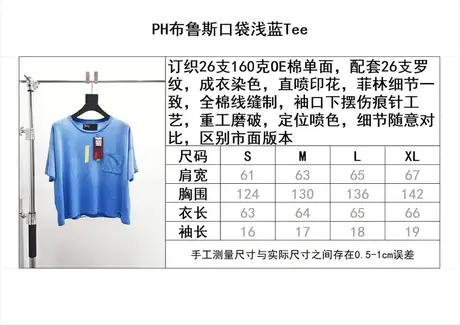 PH布鲁斯口袋浅蓝Tee
订织26支160克OE棉单面，配套26支罗
纹，成衣染色，直喷印花，菲林细节一
致，全棉线缝制，袖口下摆伤痕针工
艺，重工磨破，定位喷色，细节随意对
比，区别市面版本
尺码 S M L XL
肩宽 61 63 65 67
胸围 124 130 136 142
衣长 63 64 65 66
袖长 16 17 18 19
手工测量尺寸与实际尺寸之间存在0.5-1cm误差